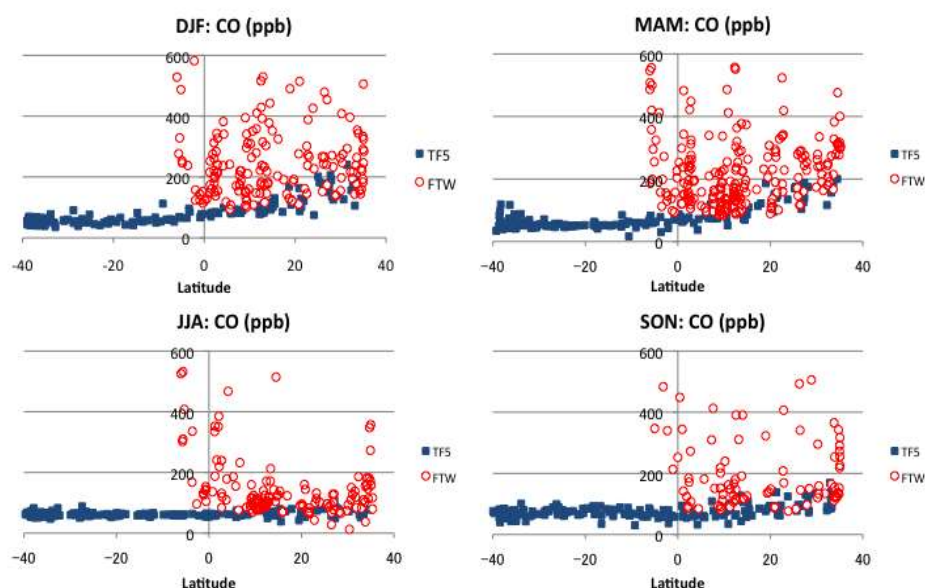 DJF: CO (ppb)
600
400
200
0
-40 -20 0 20 40
Latitude
TF5
FTW
MAM: CO (ppb)
600
400
200
0
−40 −20 0 20 40
Latitude
TF5
FTW
JJA: CO (ppb)
600
400
200
0
−40 −20 0 20 40
Latitude
TF5
FTW
SON: CO (ppb)
600
400
200
0
−40 −20 0 20 40
Latitude
TF5
FTW